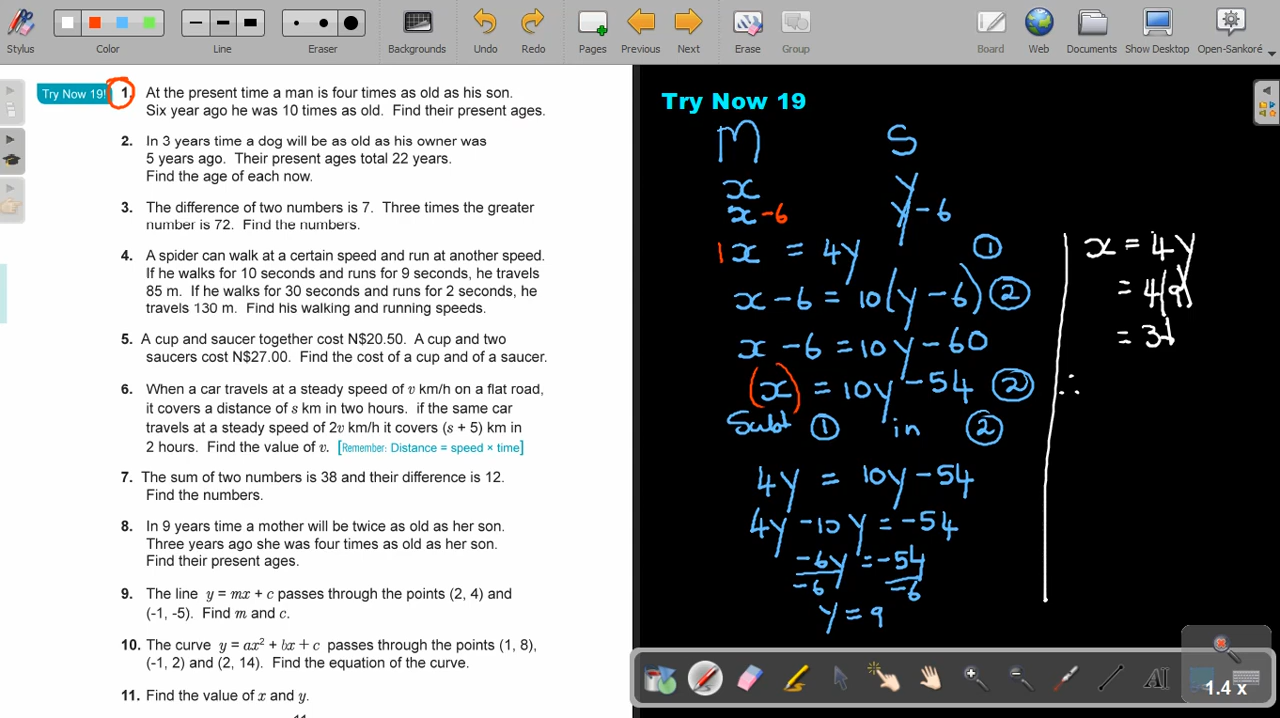 Stylus
Color
Line
Eraser
Backgrounds
Undo
Redo
Pages
Previous
Next
Erase
Group
Board
Web
Documents
Show Desktop
Open-Sankoré
Try Now 19!
1. At the present time a man is four times as old as his son.
Six year ago he was 10 times as old. Find their present ages.
2. In 3 years time a dog will be as old as his owner was
5 years ago. Their present ages total 22 years.
Find the age of each now.
3. The difference of two numbers is 7. Three times the greater
number is 72. Find the numbers.
4. A spider can walk at a certain speed and run at another speed.
If he walks for 10 seconds and runs for 9 seconds, he travels
85 m. If he walks for 30 seconds and runs for 2 seconds, he
travels 130 m. Find his walking and running speeds.
5. A cup and saucer together cost N$20.50. A cup and two
saucers cost N$27.00. Find the cost of a cup and of a saucer.
6. When a car travels at a steady speed of v km/h on a flat road,
it covers a distance of s km in two hours. if the same car
travels at a steady speed of 2v km/h it covers (s + 5) km in
2 hours. Find the value of v. [Remember: Distance = speed × time]
7. The sum of two numbers is 38 and their difference is 12.
Find the numbers.
8. In 9 years time a mother will be twice as old as her son.
Three years ago she was four times as old as her son.
Find their present ages.
9. The line y = mx + c passes through the points (2, 4) and
(-1, -5). Find m and c.
10. The curve y = ax² + bx + c passes through the points (1, 8),
(-1, 2) and (2, 14). Find the equation of the curve.
11. Find the value of x and y.
Try Now 19
M S
x y
x - 6 y - 6
1x = 4y ①
x - 6 = 10(y - 6) ②
x - 6 = 10y - 60
(x) = 10y - 54 ②
Subt ① in ②
4y = 10y - 54
4y - 10y = -54
-6y = -54
-6 -6
y = 9
x = 4y
= 4(9)
∴
1.4 x